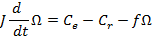 J d/dt Ω = C_e − C_r − fΩ